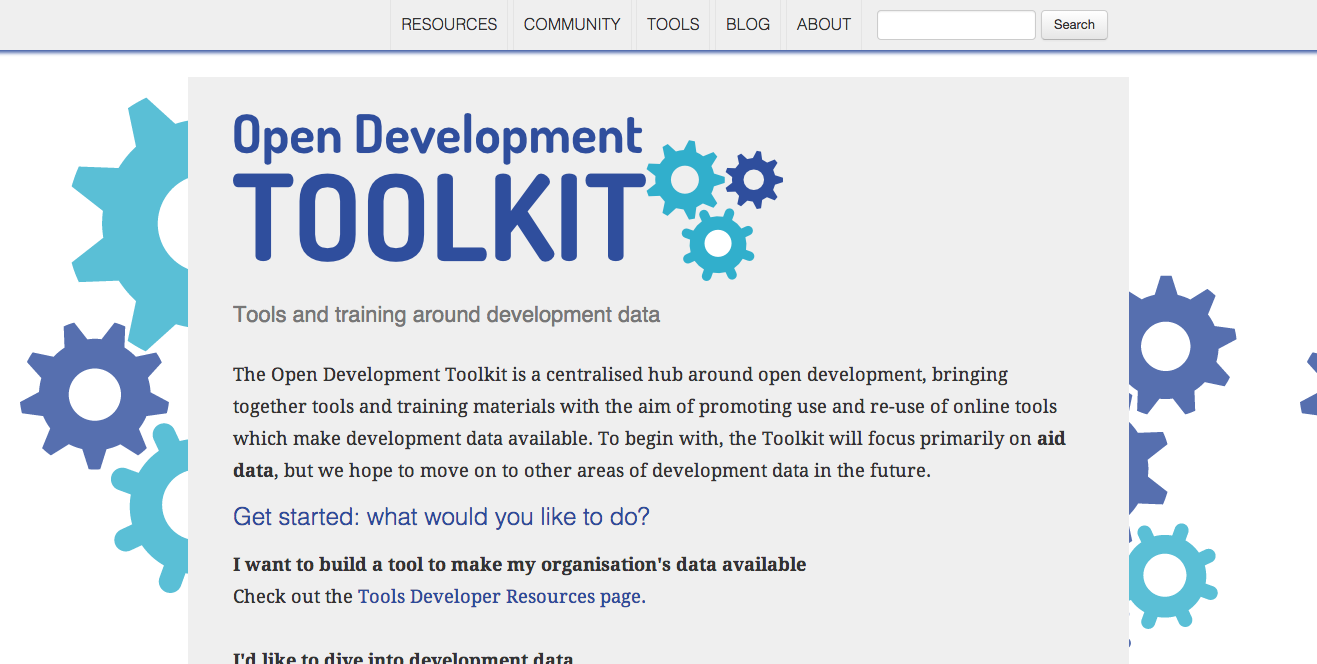 RESOURCES COMMUNITY TOOLS BLOG ABOUT Search
Open Development
TOOLKIT
Tools and training around development data
The Open Development Toolkit is a centralised hub around open development, bringing
together tools and training materials with the aim of promoting use and re-use of online tools
which make development data available. To begin with, the Toolkit will focus primarily on aid
data, but we hope to move on to other areas of development data in the future.
Get started: what would you like to do?
I want to build a tool to make my organisation's data available
Check out the Tools Developer Resources page.
I'd like to dive into development data